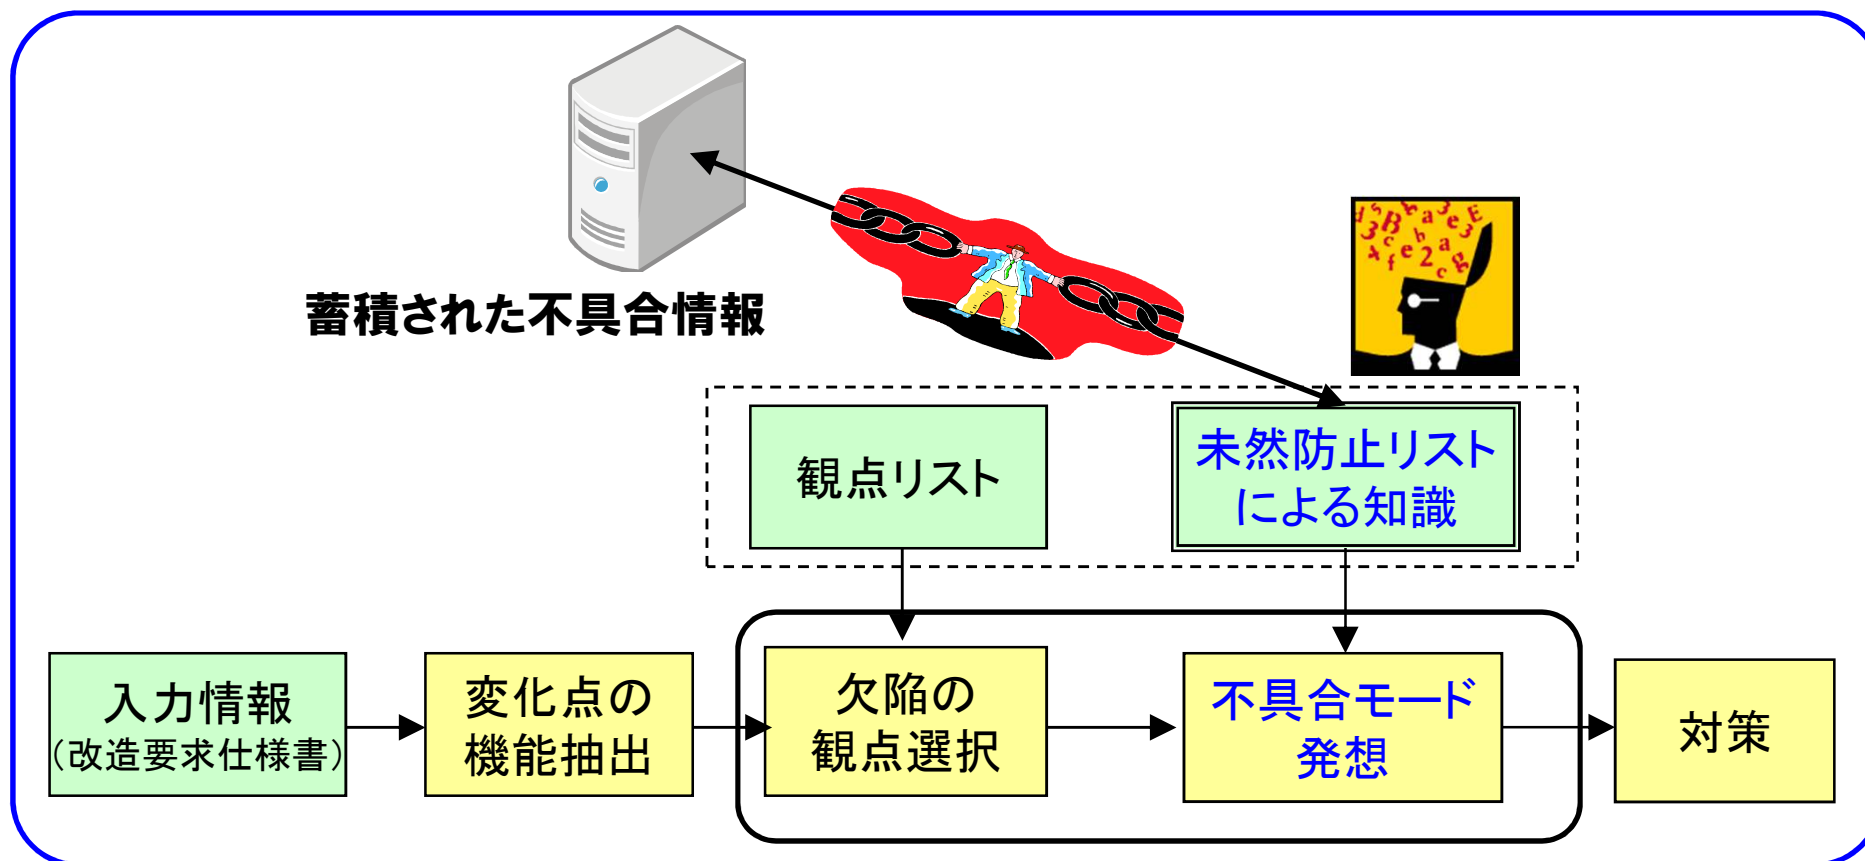 蓄積された不具合情報
観点リスト
未然防止リスト
による知識
入力情報
（改造要求仕様書）
変化点の
機能抽出
欠陥の
観点選択
不具合モード
発想
対策